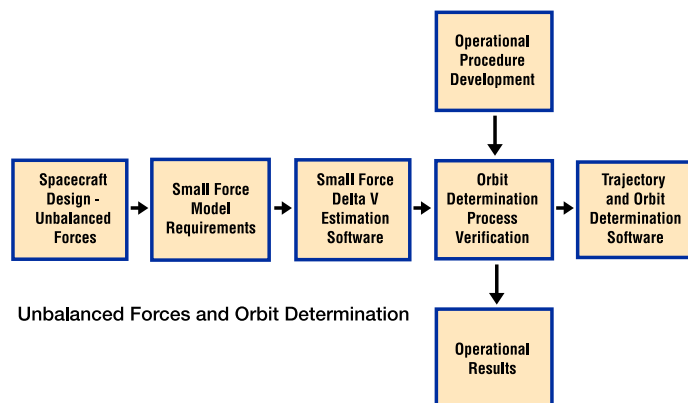 Operational
Procedure
Development
Spacecraft
Design -
Unbalanced
Forces
Small Force
Model
Requirements
Small Force
Delta V
Estimation
Software
Orbit
Determination
Process
Verification
Trajectory
and Orbit
Determination
Software
Unbalanced Forces and Orbit Determination
Operational
Results